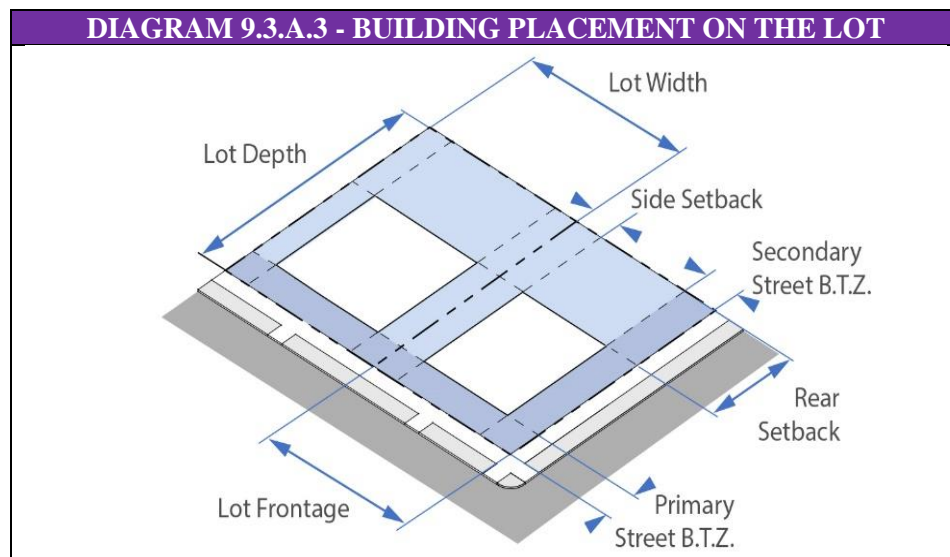 DIAGRAM 9.3.A.3 - BUILDING PLACEMENT ON THE LOT
Lot Width
Lot Depth
Side Setback
Secondary
Street B.T.Z.
Rear
Setback
Lot Frontage
Primary
Street B.T.Z.